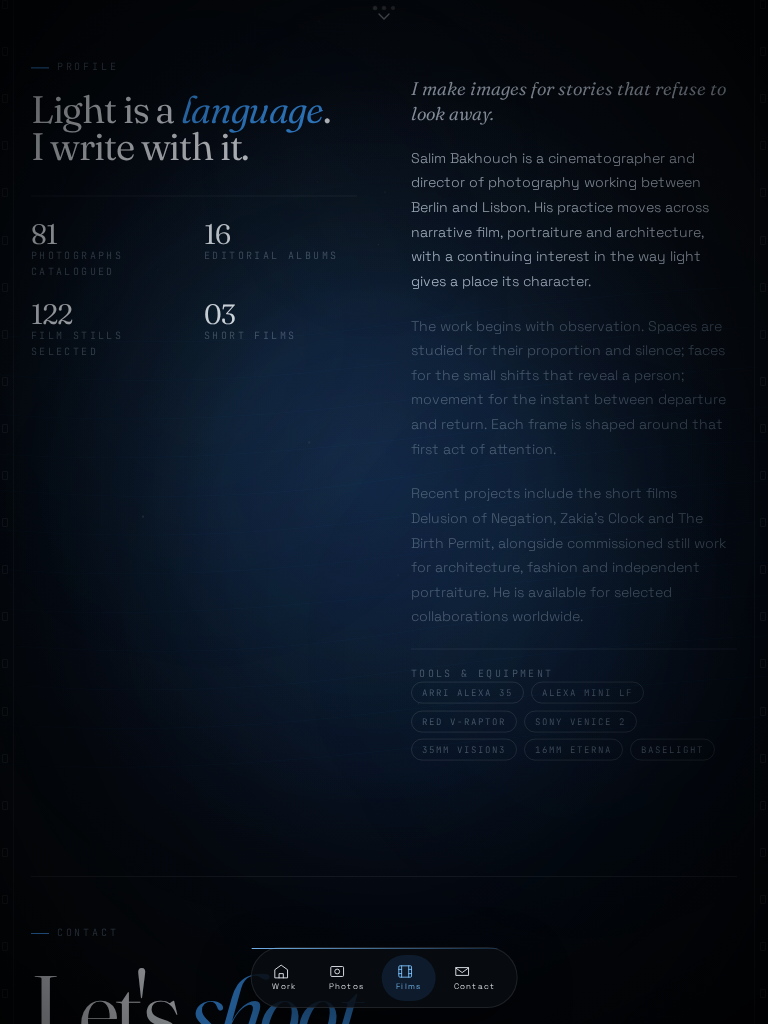 PROFILE
Light is a language.
I write with it.
81
PHOTOGRAPHS
CATALOGUED
16
EDITORIAL ALBUMS
122
FILM STILLS
SELECTED
03
SHORT FILMS
I make images for stories that refuse to
look away.
Salim Bakhouch is a cinematographer and
director of photography working between
Berlin and Lisbon. His practice moves across
narrative film, portraiture and architecture,
with a continuing interest in the way light
gives a place its character.
The work begins with observation. Spaces are
studied for their proportion and silence; faces
for the small shifts that reveal a person;
movement for the instant between departure
and return. Each frame is shaped around that
first act of attention.
Recent projects include the short films
Delusion of Negation, Zakia's Clock and The
Birth Permit, alongside commissioned still work
for architecture, fashion and independent
portraiture. He is available for selected
collaborations worldwide.
TOOLS & EQUIPMENT
ARRI ALEXA 35 ALEXA MINI LF
RED V-RAPTOR SONY VENICE 2
35MM VISION3 16MM ETERNA BASELIGHT
CONTACT
Let's shoot
Work Photos Films Contact